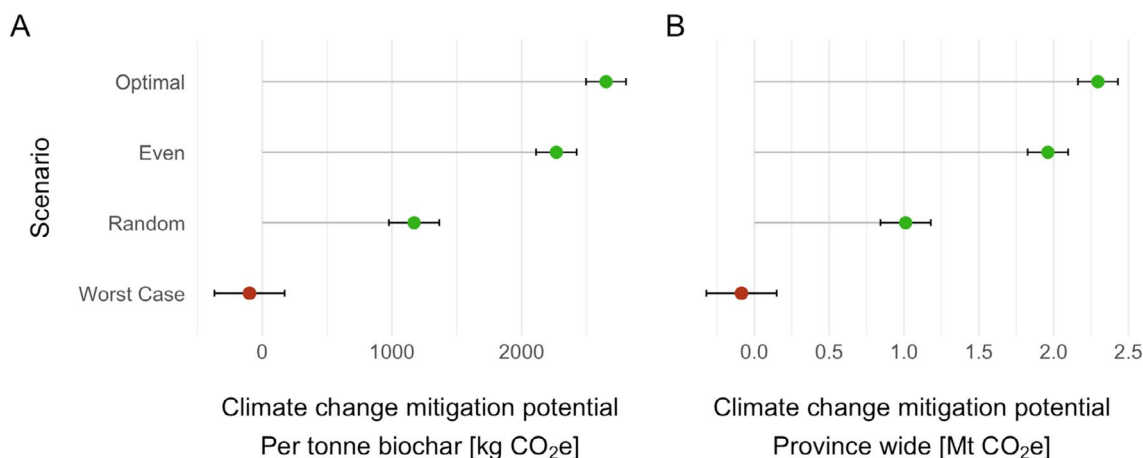 A
B
Scenario
Optimal
Even
Random
Worst Case
0 1000 2000
0.0 0.5 1.0 1.5 2.0 2.5
Climate change mitigation potential
Per tonne biochar [kg CO₂e]
Climate change mitigation potential
Province wide [Mt CO₂e]